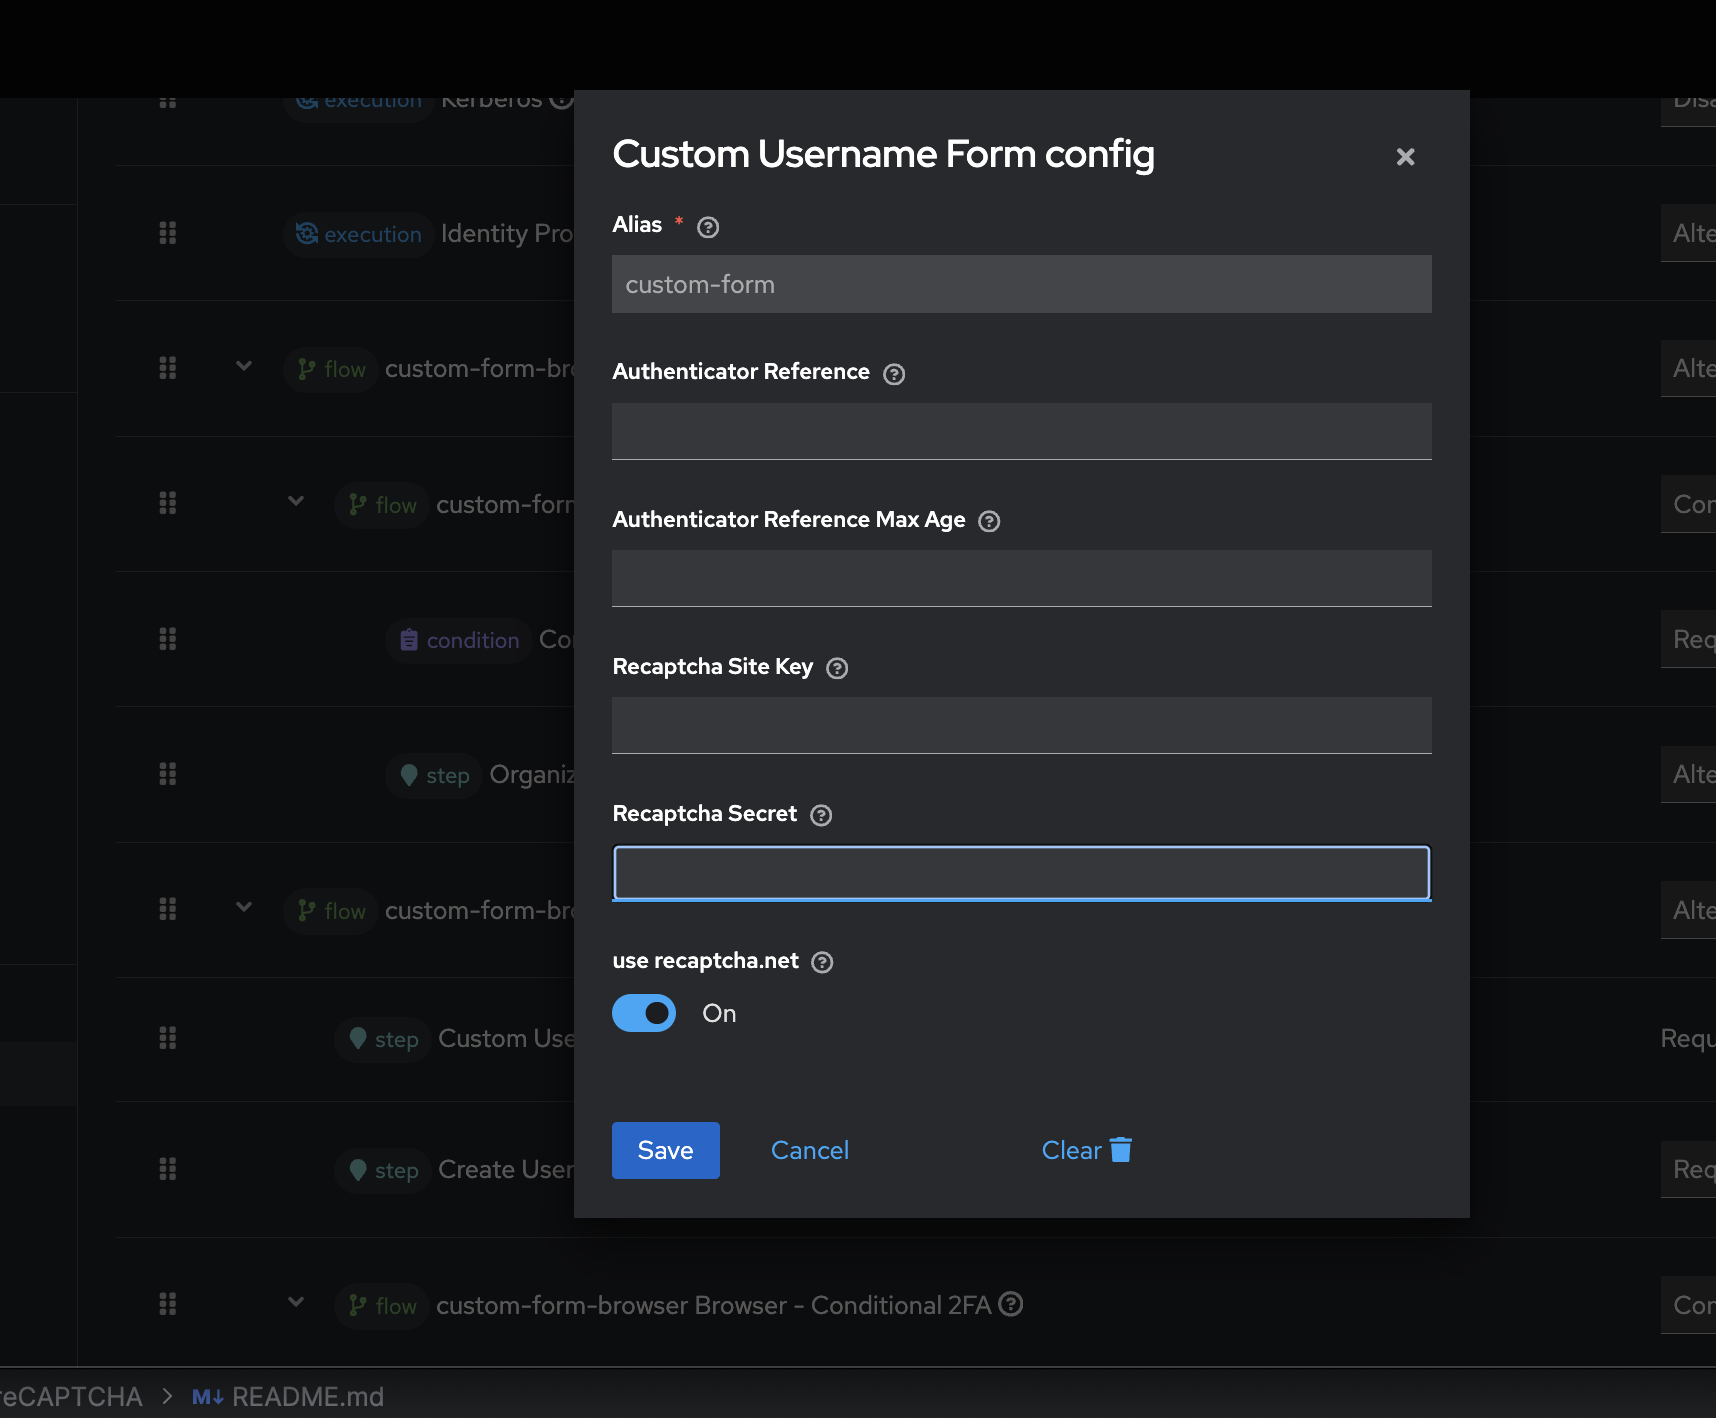 execution Kerberos
Custom Username Form config
Alias *
execution Identity Pro
Alte
custom-form
flow custom-form-bro
Alte
Authenticator Reference
flow custom-form
Con
Authenticator Reference Max Age
condition Co
Req
Recaptcha Site Key
step Organiz
Alte
Recaptcha Secret
flow custom-form-bro
Alte
use recaptcha.net
On
step Custom Use
Requ
Save
Cancel
Clear
step Create User
Req
flow custom-form-browser Browser - Conditional 2FA
Con
reCAPTCHA > M↓ README.md